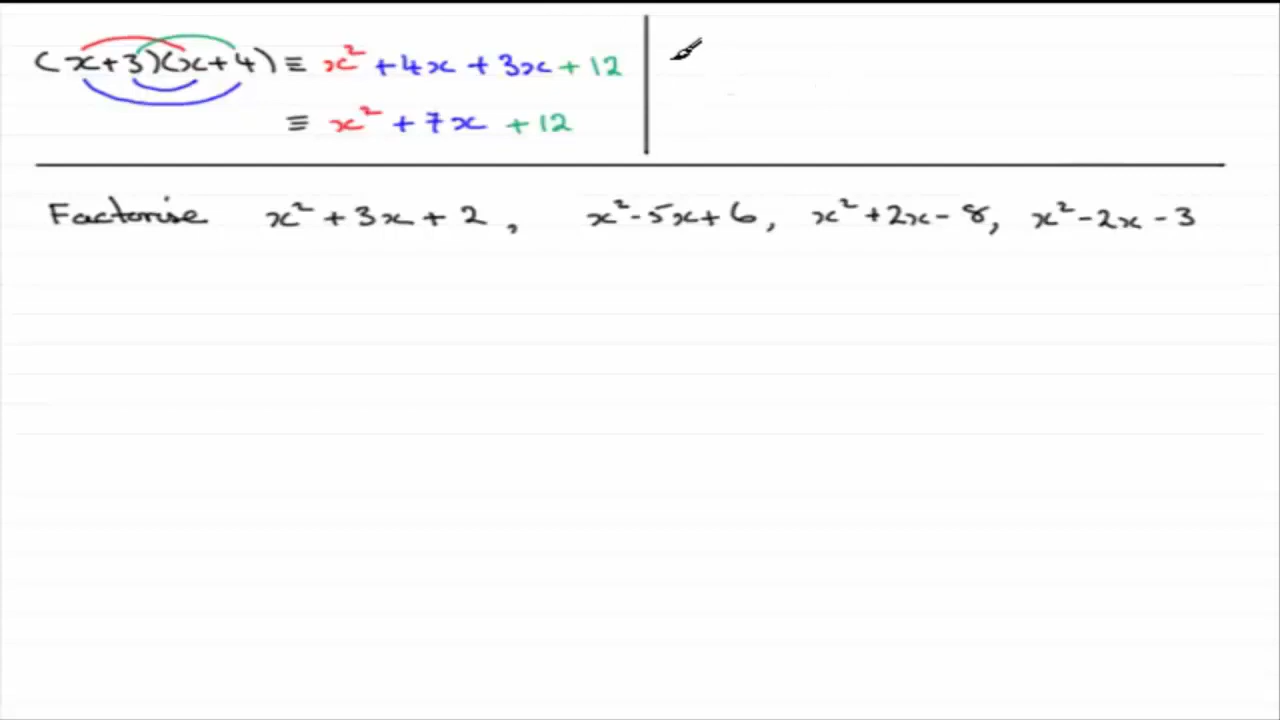 (x+3)(x+4) ≡ x² + 4x + 3x + 12
≡ x² + 7x + 12
Factorise x² + 3x + 2 , x² - 5x + 6 , x² + 2x - 8 , x² - 2x - 3